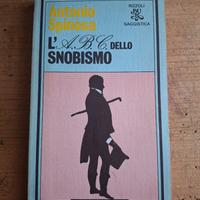 Antonio
Spinosa
L'A.B.C. DELLO
SNOBISMO
RIZZOLI
SAGGISTICA